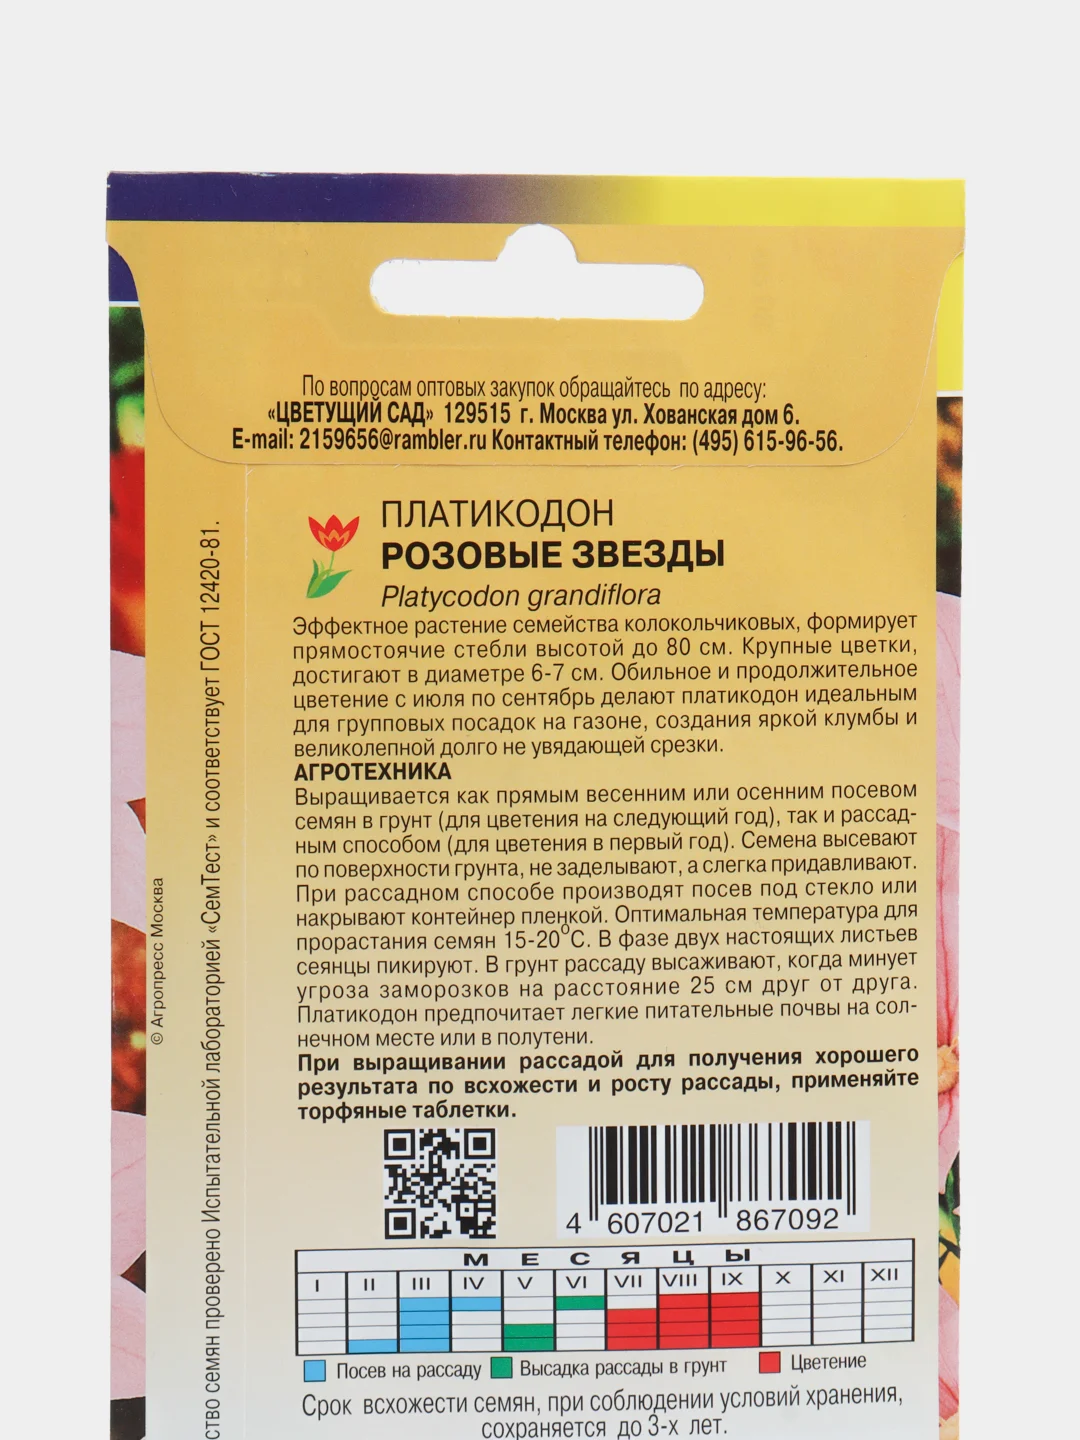 По вопросам оптовых закупок обращайтесь по адресу:
«ЦВЕТУЩИЙ САД» 129515 г. Москва ул. Хованская дом 6.
E-mail: 2159656@rambler.ru Контактный телефон: (495) 615-96-56.
ПЛАТИКОДОН
РОЗОВЫЕ ЗВЕЗДЫ
Platycodon grandiflora
Эффектное растение семейства колокольчиковых, формирует
прямостоячие стебли высотой до 80 см. Крупные цветки,
достигают в диаметре 6-7 см. Обильное и продолжительное
цветение с июля по сентябрь делают платикодон идеальным
для групповых посадок на газоне, создания яркой клумбы и
великолепной долго не увядающей срезки.
АГРОТЕХНИКА
Выращивается как прямым весенним или осенним посевом
семян в грунт (для цветения на следующий год), так и рассад-
ным способом (для цветения в первый год). Семена высевают
по поверхности грунта, не заделывают, а слегка придавливают.
При рассадном способе производят посев под стекло или
накрывают контейнер пленкой. Оптимальная температура для
прорастания семян 15-20°С. В фазе двух настоящих листьев
сеянцы пикируют. В грунт рассаду высаживают, когда минует
угроза заморозков на расстояние 25 см друг от друга.
Платикодон предпочитает легкие питательные почвы на сол-
нечном месте или в полутени.
При выращивании рассадой для получения хорошего
результата по всхожести и росту рассады, применяйте
торфяные таблетки.
4 607021 867092
МЕСЯЦЫ
I II III IV V VI VII VIII IX X XI XII
Посев на рассаду Высадка рассады в грунт Цветение
Срок всхожести семян, при соблюдении условий хранения,
сохраняется до 3-х лет.
© Агропресс Москва
семян проверено Испытательной лабораторией «СемТест» и соответствует ГОСТ 12420-81.